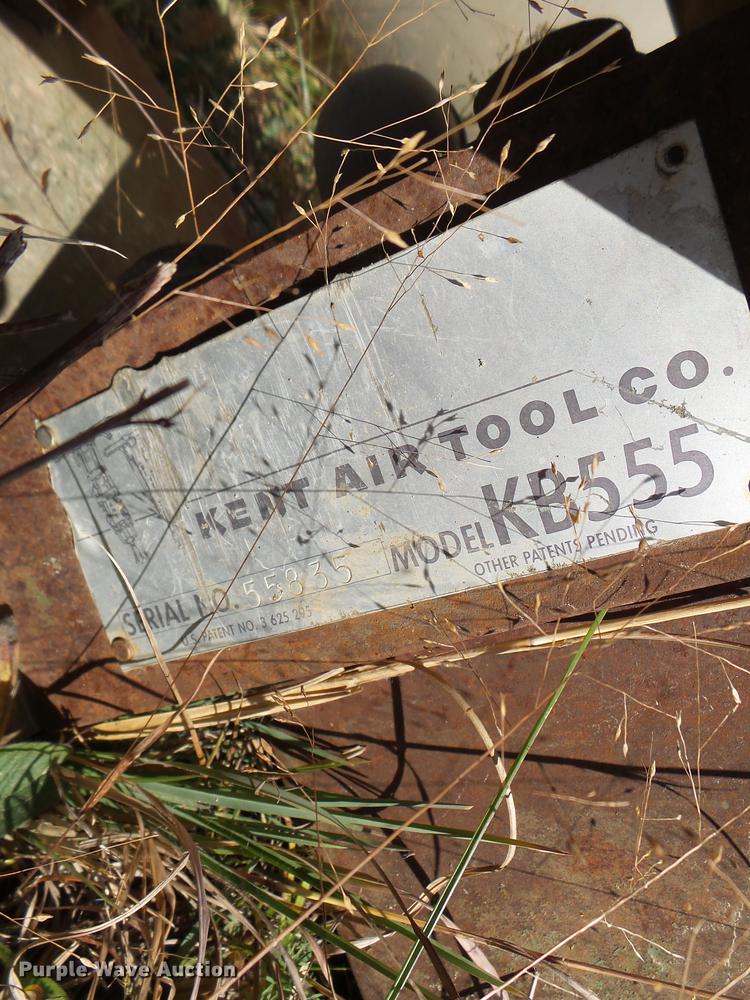 KENT AIR TOOL CO.
MODEL KB555
SERIAL NO. 55835
OTHER PATENTS PENDING
U.S. PATENT NO. 3 625 295
Purple Wave Auction